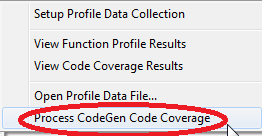 Setup Profile Data Collection
View Function Profile Results
View Code Coverage Results
Open Profile Data File...
Process CodeGen Code Coverage